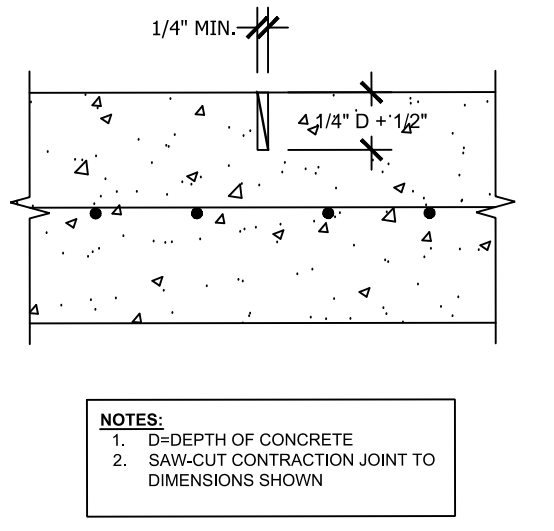 1/4" MIN.
1/4" D + 1/2"
NOTES:
1. D=DEPTH OF CONCRETE
2. SAW-CUT CONTRACTION JOINT TO
DIMENSIONS SHOWN